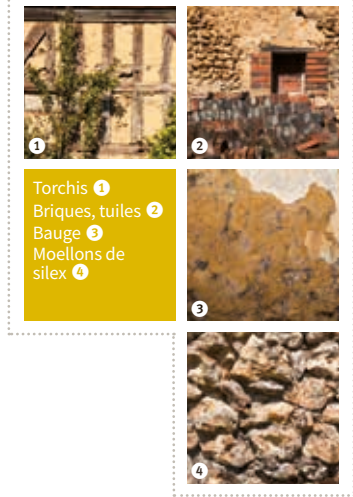 1
2
Torchis 1
Briques, tuiles 2
Bauge 3
Moellons de
silex 4
3
4